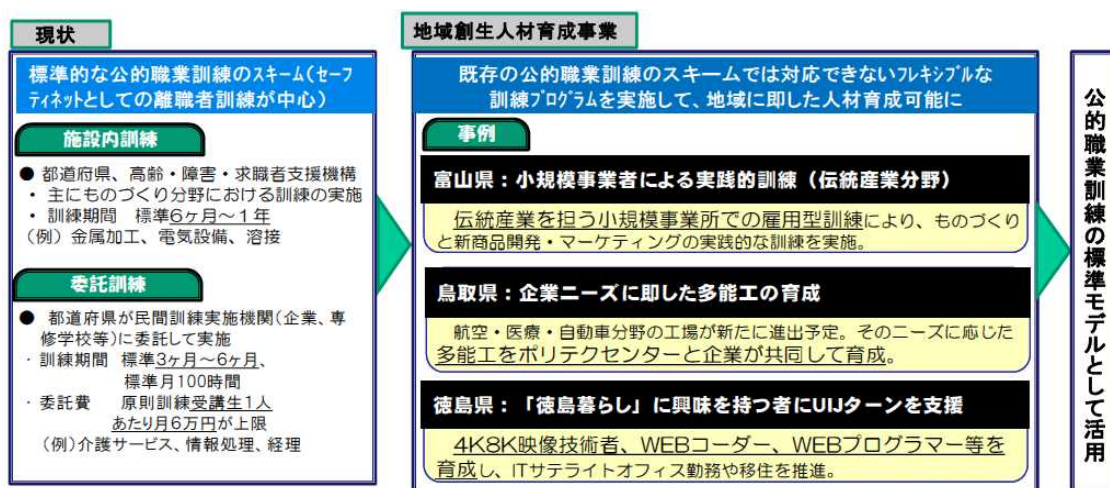 現状
標準的な公的職業訓練のスキーム(セーフ
ティネットとしての離職者訓練が中心)
施設内訓練
● 都道府県、高齢・障害・求職者支援機構
・ 主にものづくり分野における訓練の実施
・ 訓練期間 標準6ヶ月～1年
(例) 金属加工、電気設備、溶接
委託訓練
● 都道府県が民間訓練実施機関(企業、専
修学校等)に委託して実施
・ 訓練期間 標準3ヶ月～6ヶ月、
標準月100時間
・ 委託費 原則訓練受講生1人
あたり月6万円が上限
(例)介護サービス、情報処理、経理
地域創生人材育成事業
既存の公的職業訓練のスキームでは対応できないフレキシブルな
訓練プログラムを実施して、地域に即した人材育成可能に
事例
富山県：小規模事業者による実践的訓練（伝統産業分野）
伝統産業を担う小規模事業所での雇用型訓練により、ものづくり
と新商品開発・マーケティングの実践的な訓練を実施。
鳥取県：企業ニーズに即した多能工の育成
航空・医療・自動車分野の工場が新たに進出予定。そのニーズに応じた
多能工をポリテクセンターと企業が共同して育成。
徳島県：「徳島暮らし」に興味を持つ者にUIJターンを支援
4K8K映像技術者、WEBコーダー、WEBプログラマー等を
育成し、ITサテライトオフィス勤務や移住を推進。
公的職業訓練の標準モデルとして活用